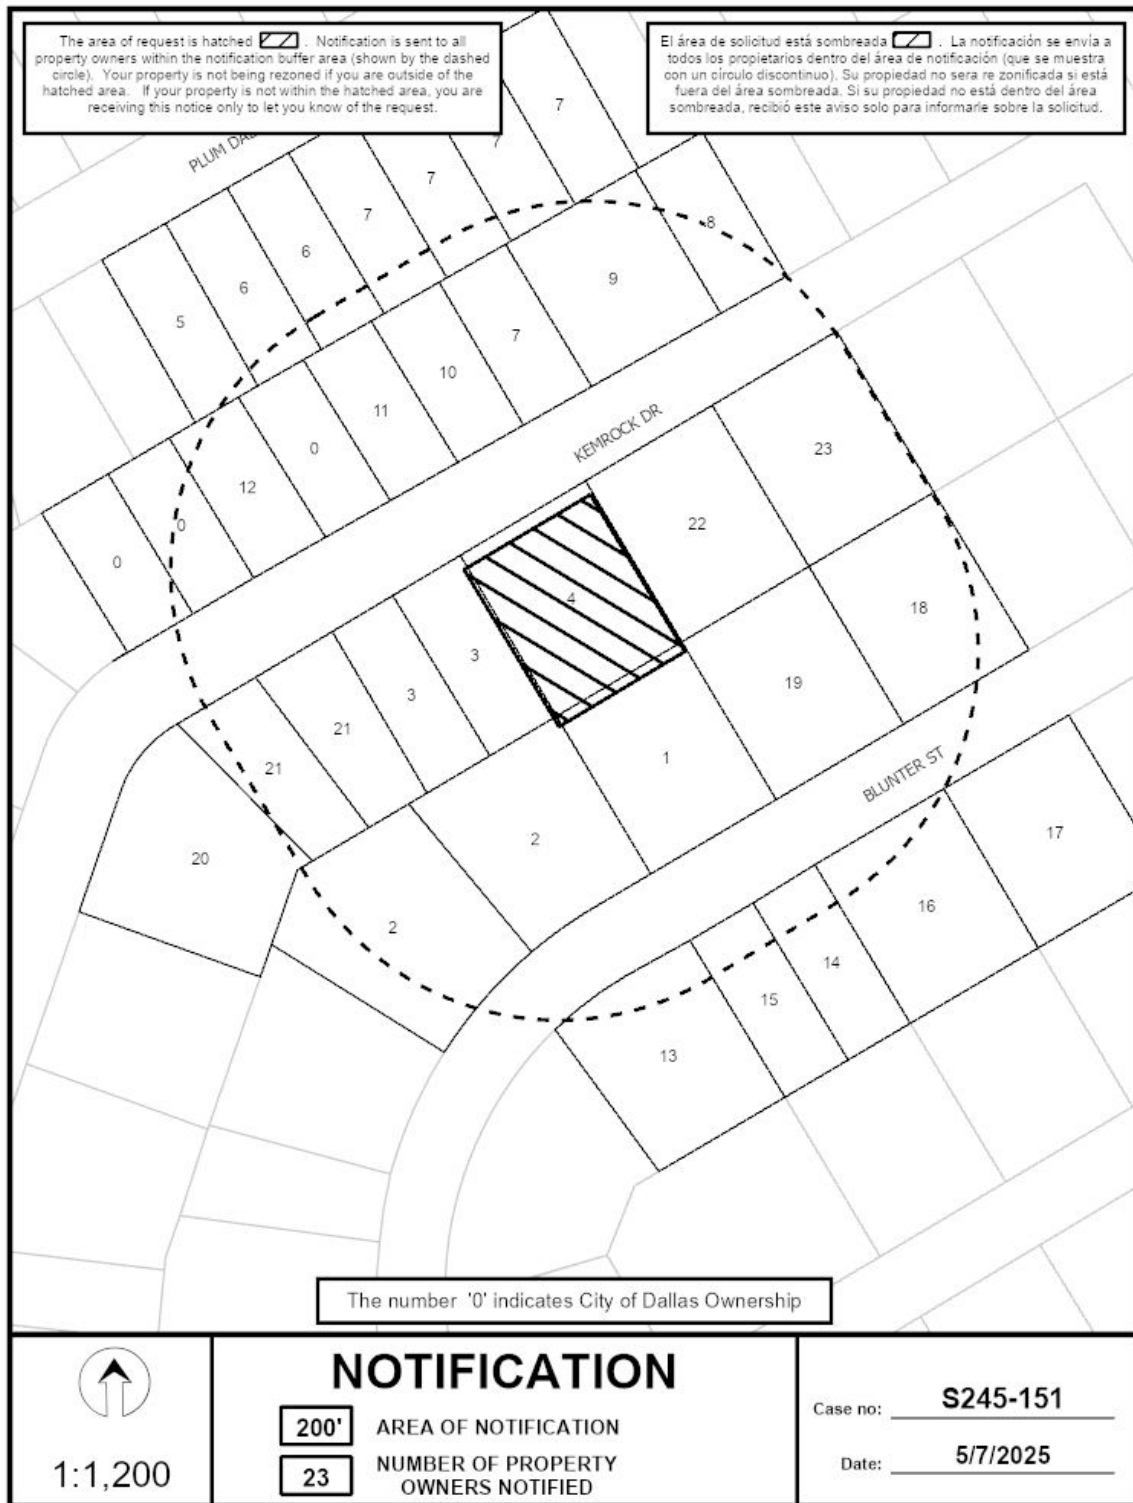 The area of request is hatched . Notification is sent to all
property owners within the notification buffer area (shown by the dashed
circle). Your property is not being rezoned if you are outside of the
hatched area. If your property is not within the hatched area, you are
receiving this notice only to let you know of the request.
El área de solicitud está sombreada . La notificación se envía a
todos los propietarios dentro del área de notificación (que se muestra
con un círculo discontinuo). Su propiedad no sera re zonificada si está
fuera del área sombreada. Si su propiedad no está dentro del área
sombreada, recibió este aviso solo para informarle sobre la solicitud.
PLUM
7
7
7
7
8
6
6
9
5
7
10
11
0
12
0
0
KEMROCK DR
23
22
4
18
3
19
3
21
1
21
BLUNTER ST
2
17
20
16
2
14
15
13
The number '0' indicates City of Dallas Ownership
1:1,200
NOTIFICATION
200' AREA OF NOTIFICATION
23 NUMBER OF PROPERTY
OWNERS NOTIFIED
Case no: S245-151
Date: 5/7/2025